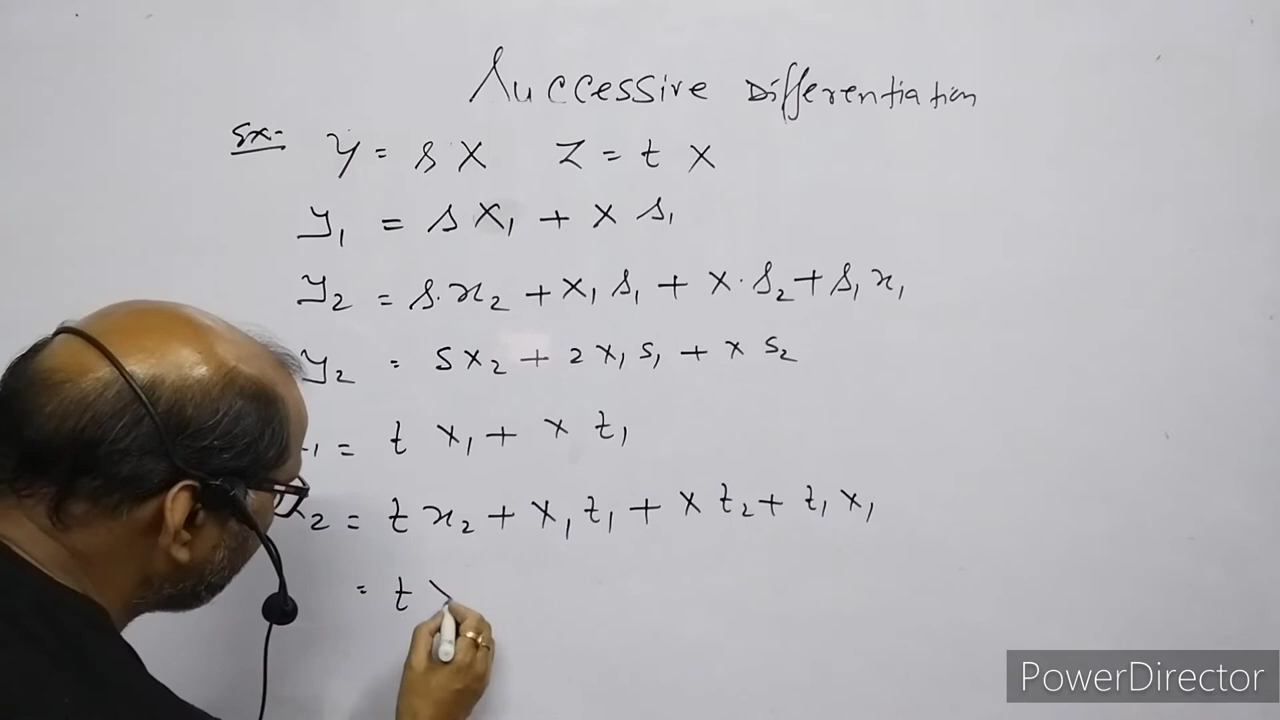 Successive Differentiation
Ex- Y = s X Z = t X
Y₁ = s X₁ + X s₁
Y₂ = s·x₂ + X₁ s₁ + X·s₂ + s₁ x₁
Y₂ = s x₂ + 2 x₁ s₁ + x s₂
₁ = t x₁ + x t₁
₂ = t x₂ + x₁ t₁ + x t₂ + t₁ x₁
= t
PowerDirector